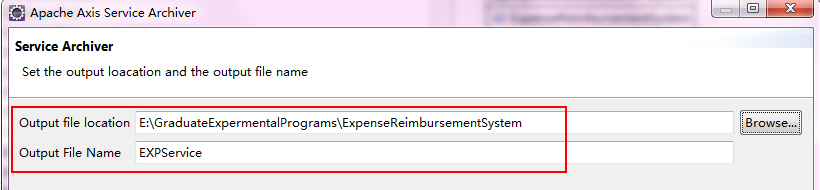 Apache Axis Service Archiver
ExpenseReimbursementSystem
Service Archiver
Set the output loacation and the output file name
Output file location E:\GraduateExpermentalPrograms\ExpenseReimbursementSystem Browse...
Output File Name EXPService